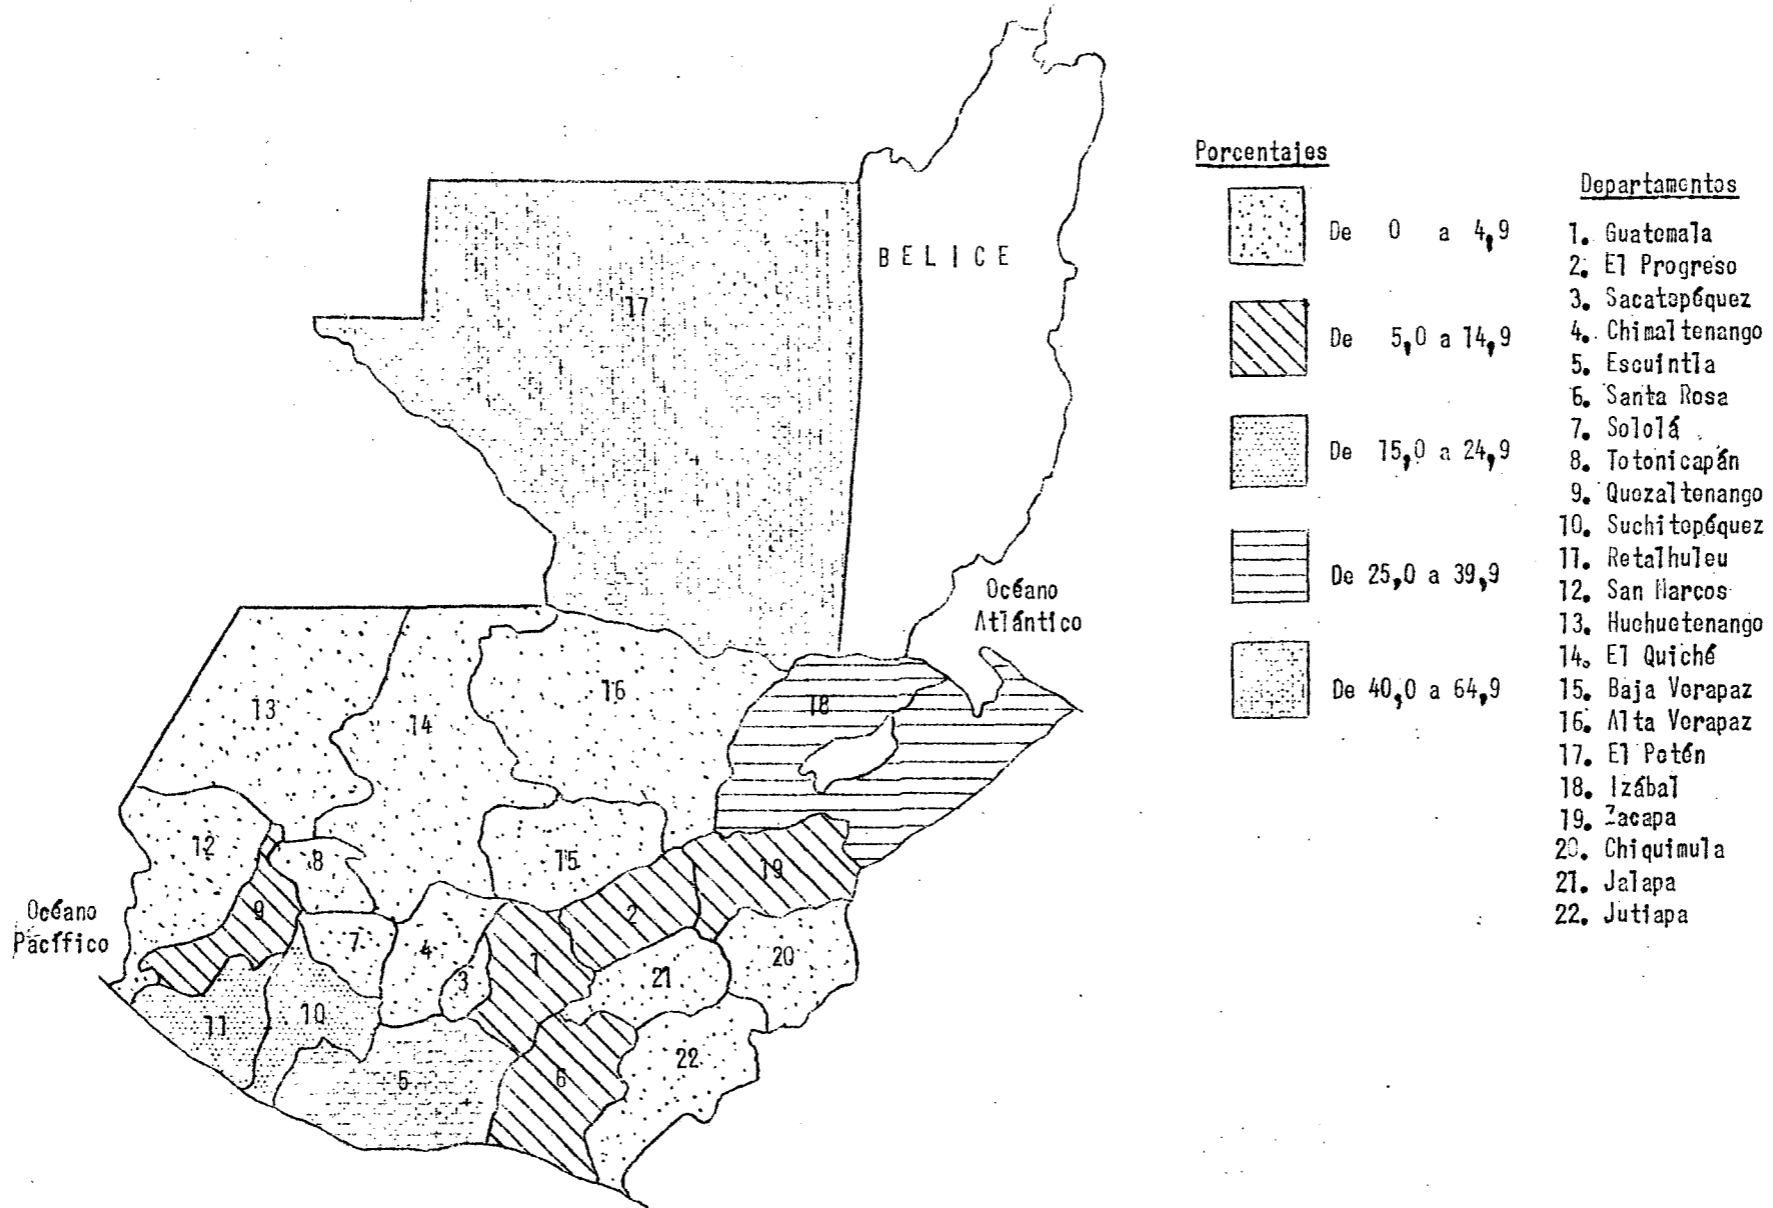 Porcentajes
De 0 a 4,9
De 5,0 a 14,9
De 15,0 a 24,9
De 25,0 a 39,9
De 40,0 a 64,9
Departamentos
1. Guatemala
2. El Progreso
3. Sacatepéquez
4. Chimaltenango
5. Escuintla
6. Santa Rosa
7. Sololá
8. Totonicapán
9. Quezaltenango
10. Suchitepéquez
11. Retalhuleu
12. San Marcos
13. Huehuetenango
14. El Quiché
15. Baja Verapaz
16. Alta Verapaz
17. El Petén
18. Izábal
19. Zacapa
20. Chiquimula
21. Jalapa
22. Jutiapa
BELICE
17
Océano
Atlántico
16
18
13
14
12
8
15
19
9
2
Océano
Pacífico
7
4
1
20
3
21
11
10
22
5
6